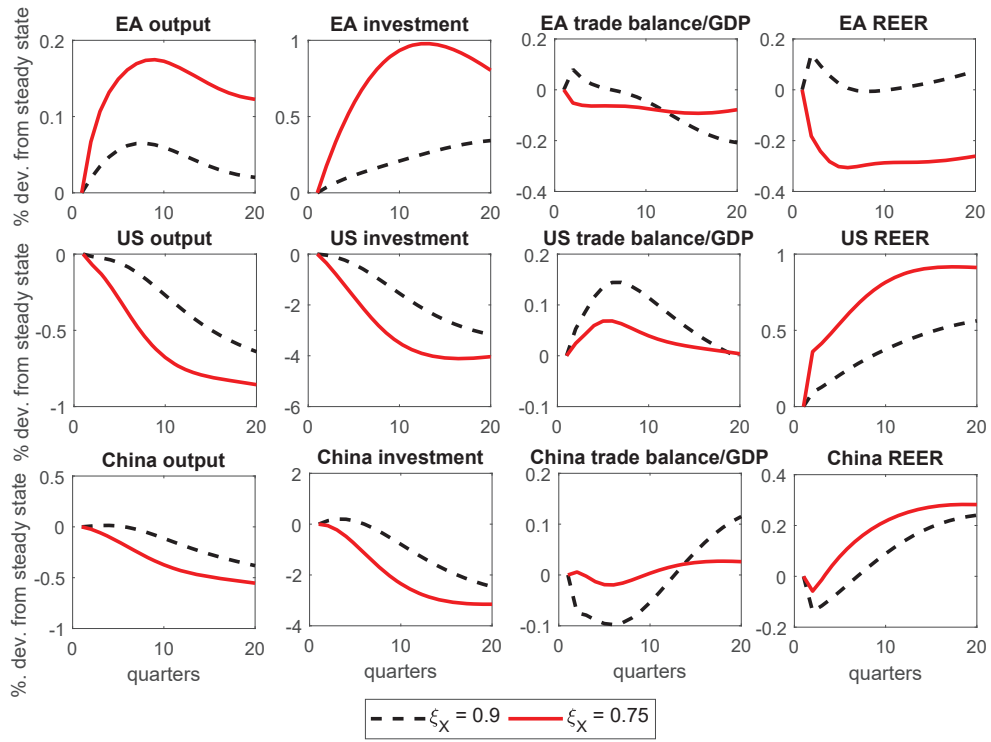 EA output
EA investment
EA trade balance/GDP
EA REER
% dev. from steady state
0.2
0.1
0
0 10 20
1
0.5
0
0 10 20
0.2
0
-0.2
-0.4
0 10 20
0.2
0
-0.2
-0.4
0 10 20
US output
US investment
US trade balance/GDP
US REER
% dev. from steady state
0
-0.5
-1
0 10 20
0
-2
-4
-6
0 10 20
0.2
0.1
0
-0.1
0 10 20
1
0.5
0
0 10 20
China output
China investment
China trade balance/GDP
China REER
%. dev. from steady state
0.5
0
-0.5
-1
0 10 20
quarters
2
0
-2
-4
0 10 20
quarters
0.2
0.1
0
-0.1
0 10 20
quarters
0.4
0.2
0
-0.2
0 10 20
quarters
ξX = 0.9 ξX = 0.75